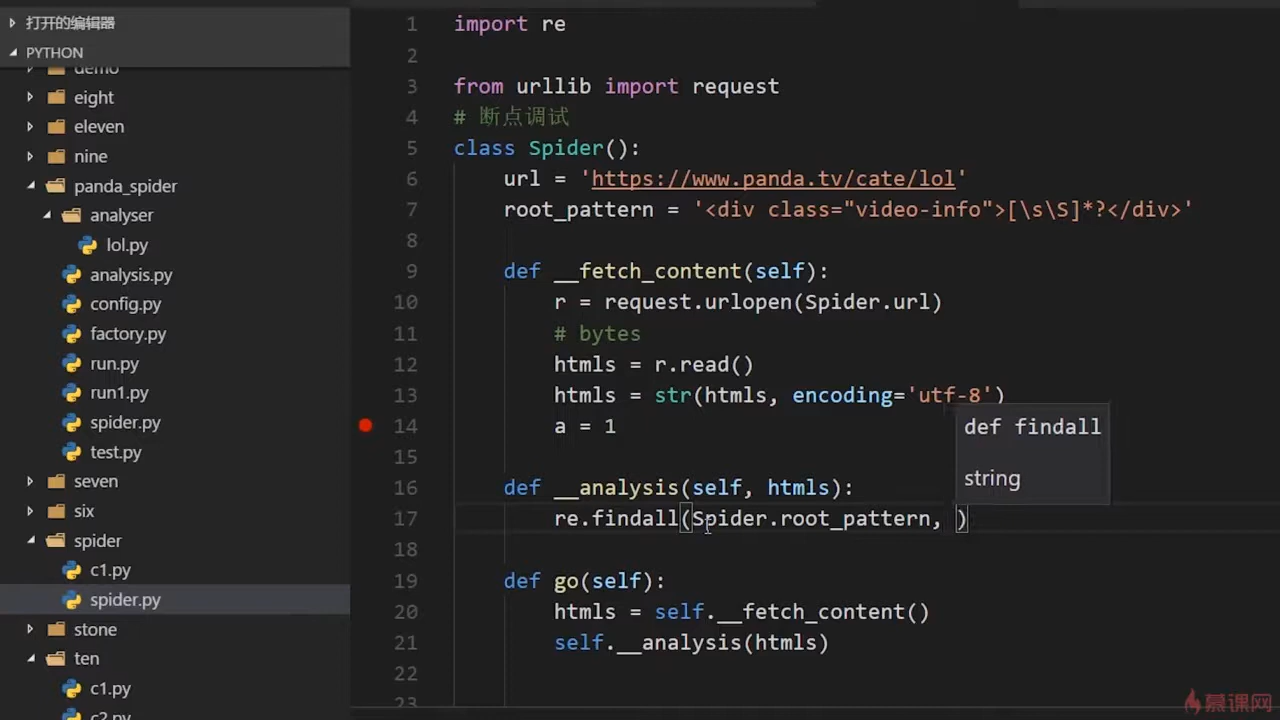 打开的编辑器
PYTHON
demo
eight
eleven
nine
panda_spider
analyser
lol.py
analysis.py
config.py
factory.py
run.py
run1.py
spider.py
test.py
seven
six
spider
c1.py
spider.py
stone
ten
c1.py
c2.py
1 import re
2
3 from urllib import request
4 # 断点调试
5 class Spider():
6 url = 'https://www.panda.tv/cate/lol'
7 root_pattern = '<div class="video-info">[\s\S]*?</div>'
8
9 def __fetch_content(self):
10 r = request.urlopen(Spider.url)
11 # bytes
12 htmls = r.read()
13 htmls = str(htmls, encoding='utf-8')
14 a = 1
15
16 def __analysis(self, htmls):
17 re.findall(Spider.root_pattern, )
18
19 def go(self):
20 htmls = self.__fetch_content()
21 self.__analysis(htmls)
22
23
def findall
string
慕课网